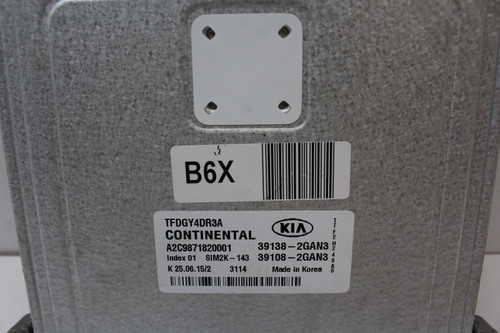 B6X
TFDGY4DR3A
CONTINENTAL KIA
A2C9871820001 39138-2GAN3
Index 01 SIM2K-143 39108-2GAN3
K 25.06.15/2 3114 Made in Korea